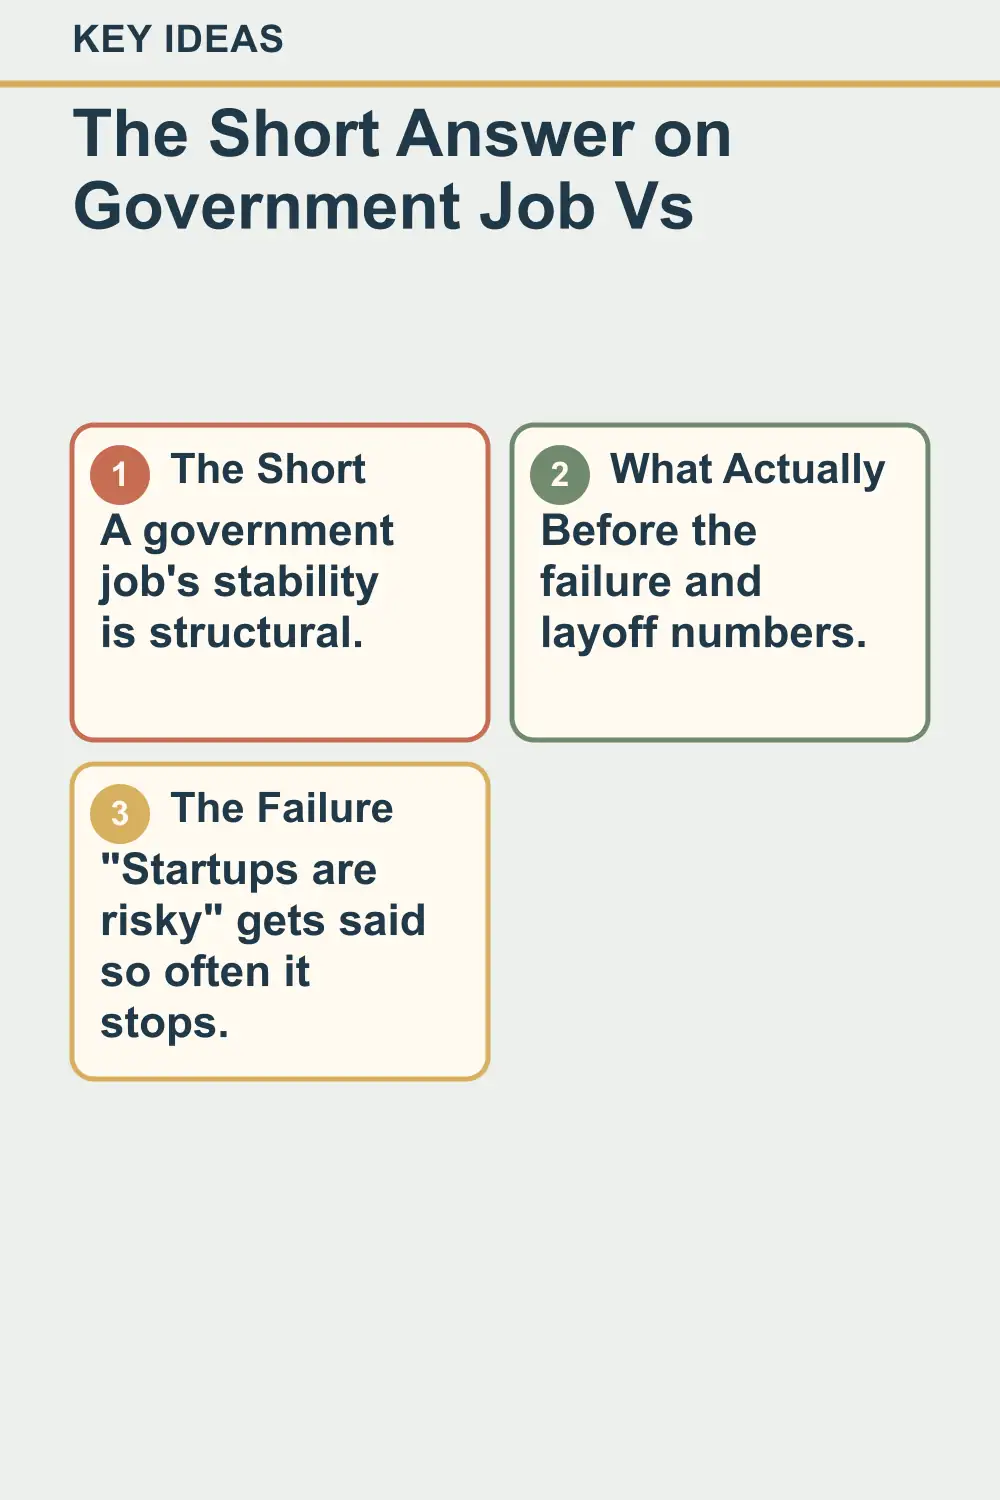 KEY IDEAS
The Short Answer on
Government Job Vs
1 The Short
A government
job's stability
is structural.
2 What Actually
Before the
failure and
layoff numbers.
3 The Failure
"Startups are
risky" gets said
so often it
stops.